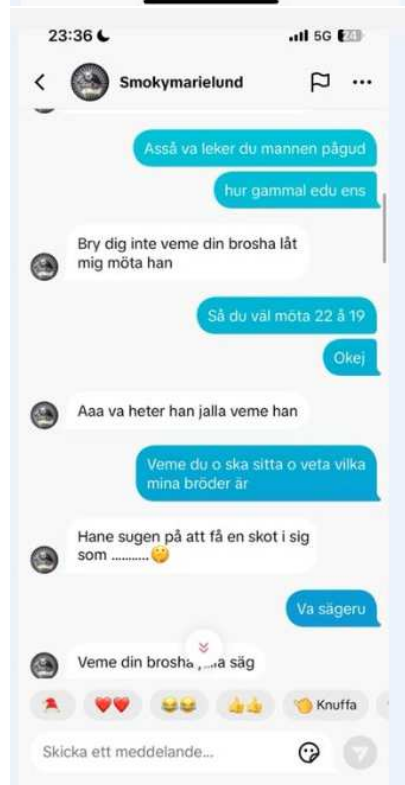 23:36
5G 24
Smokymarielund
Asså va leker du mannen pågud
hur gammal edu ens
Bry dig inte veme din brosha låt
mig möta han
Så du väl möta 22 å 19
Okej
Aaa va heter han jalla veme han
Veme du o ska sitta o veta vilka
mina bröder är
Hane sugen på att få en skot i sig
som ...........🤫
Va sägeru
Veme din brosha säg
Knuffa
Skicka ett meddelande...